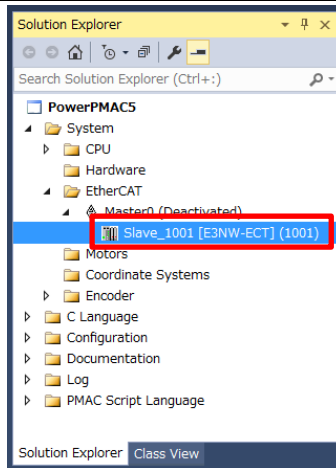 Solution Explorer
Search Solution Explorer (Ctrl+:)
PowerPMAC5
System
CPU
Hardware
EtherCAT
Master0 (Deactivated)
Slave_1001 [E3NW-ECT] (1001)
Motors
Coordinate Systems
Encoder
C Language
Configuration
Documentation
Log
PMAC Script Language
Solution Explorer Class View